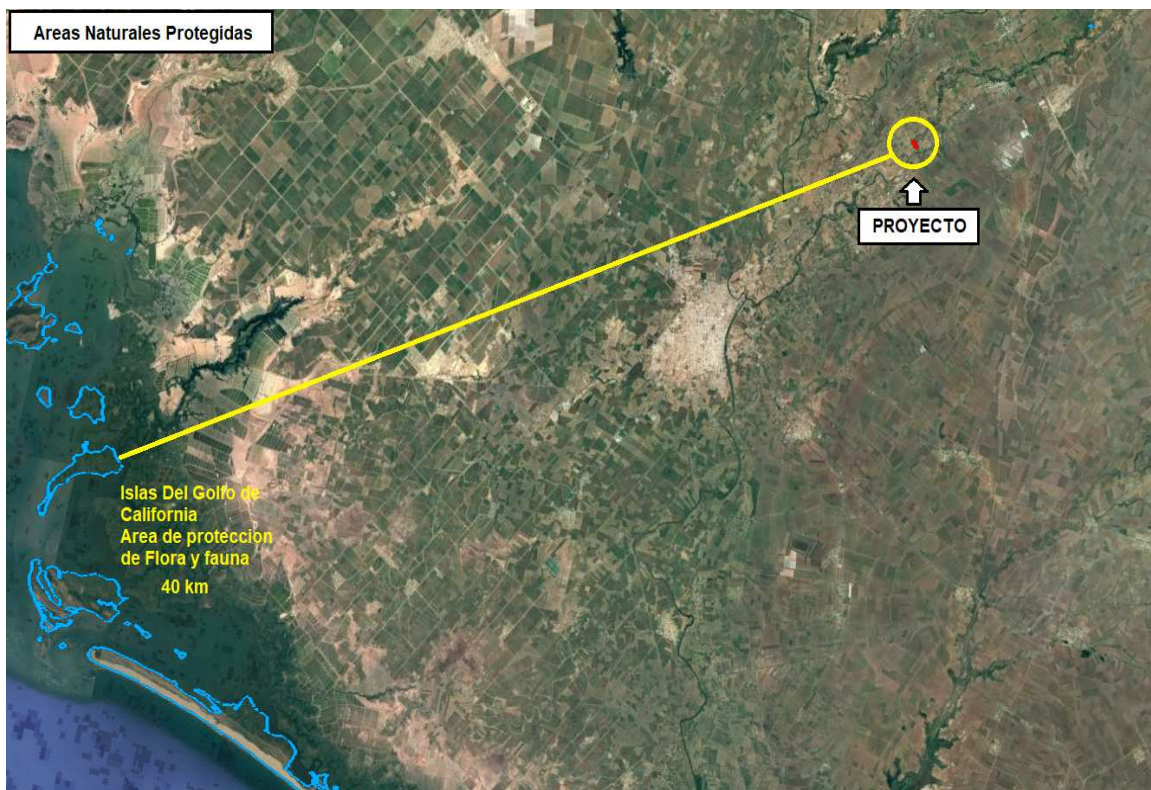 Areas Naturales Protegidas
PROYECTO
Islas Del Golfo de
California
Area de proteccion
de Flora y fauna
40 km